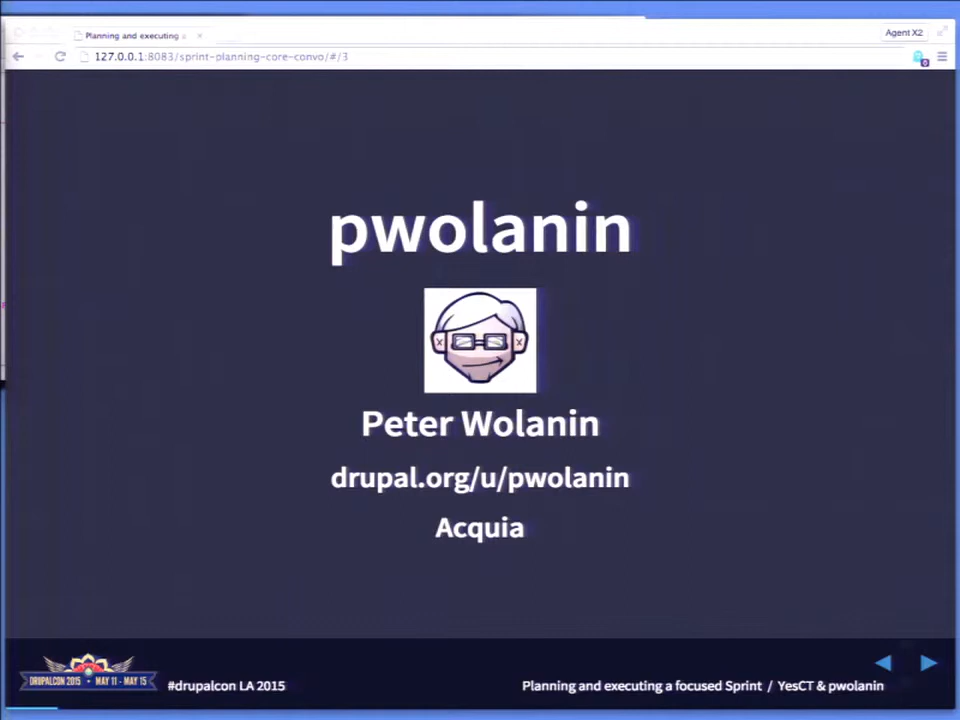 Planning and executing a
Agent X2
127.0.0.1:8083/sprint-planning-core-convo/#/3
pwolanin
Peter Wolanin
drupal.org/u/pwolanin
Acquia
DRUPALCON 2015 • MAY 11 - MAY 15
#drupalcon LA 2015
Planning and executing a focused Sprint / YesCT & pwolanin